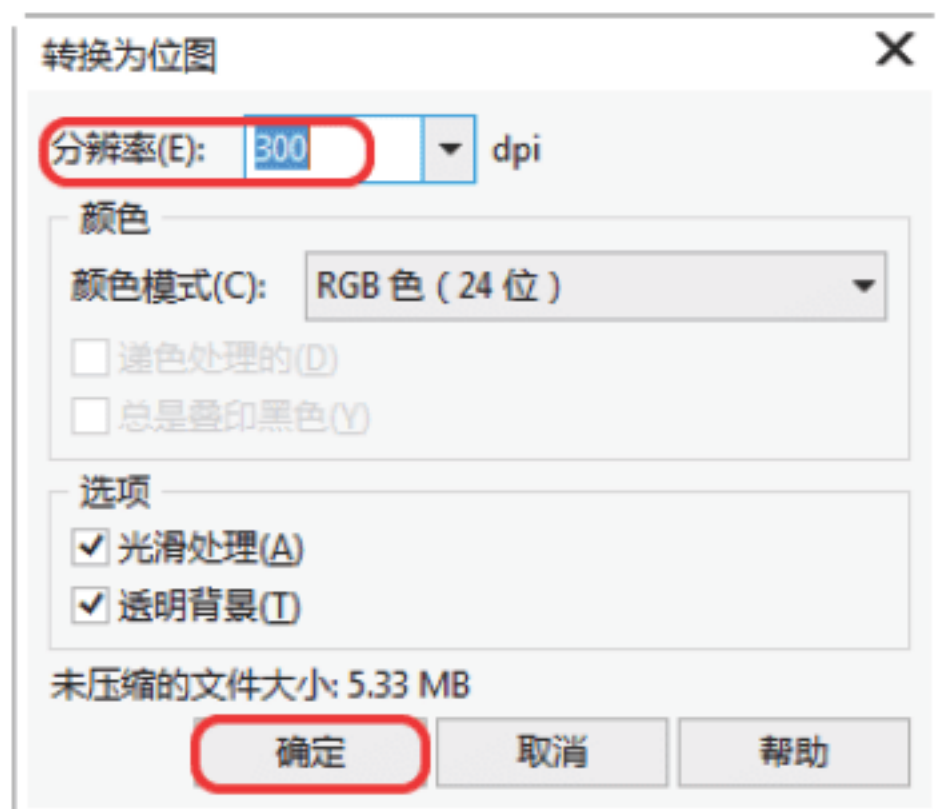 转换为位图
分辨率(E): 300 dpi
颜色
颜色模式(C): RGB 色 ( 24 位 )
递色处理的(D)
总是叠印黑色(Y)
选项
光滑处理(A)
透明背景(T)
未压缩的文件大小: 5.33 MB
确定 取消 帮助